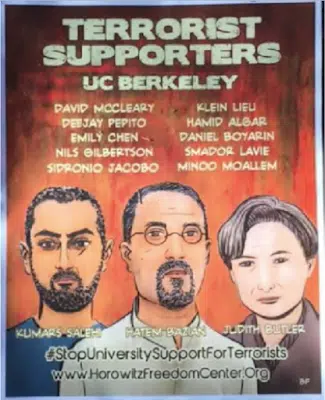 TERRORIST
SUPPORTERS
UC BERKELEY
DAVID MCCLEARY KLEIN LIEU
DEEJAY PEPITO HAMID ALGAR
EMILY CHEN DANIEL BOYARIN
NILS GILBERTSON SMADOR LAVIE
SIDRONIO JACOBO MINOO MOALLEM
KUMARS SALEHI HATEM BAZIAN JUDITH BUTLER
#StopUniversitySupportForTerrorists
www.HorowitzFreedomCenter.Org